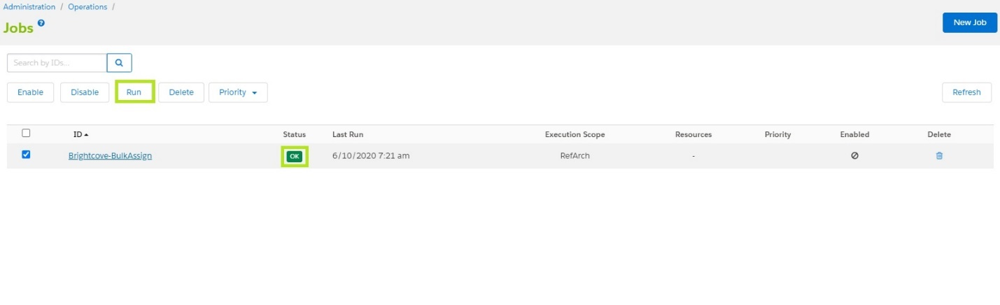 Administration / Operations /
Jobs ?
New Job
Search by IDs...
Enable Disable Run Delete Priority Refresh
ID Status Last Run Execution Scope Resources Priority Enabled Delete
Brightcove-BulkAssign OK 6/10/2020 7:21 am RefArch -